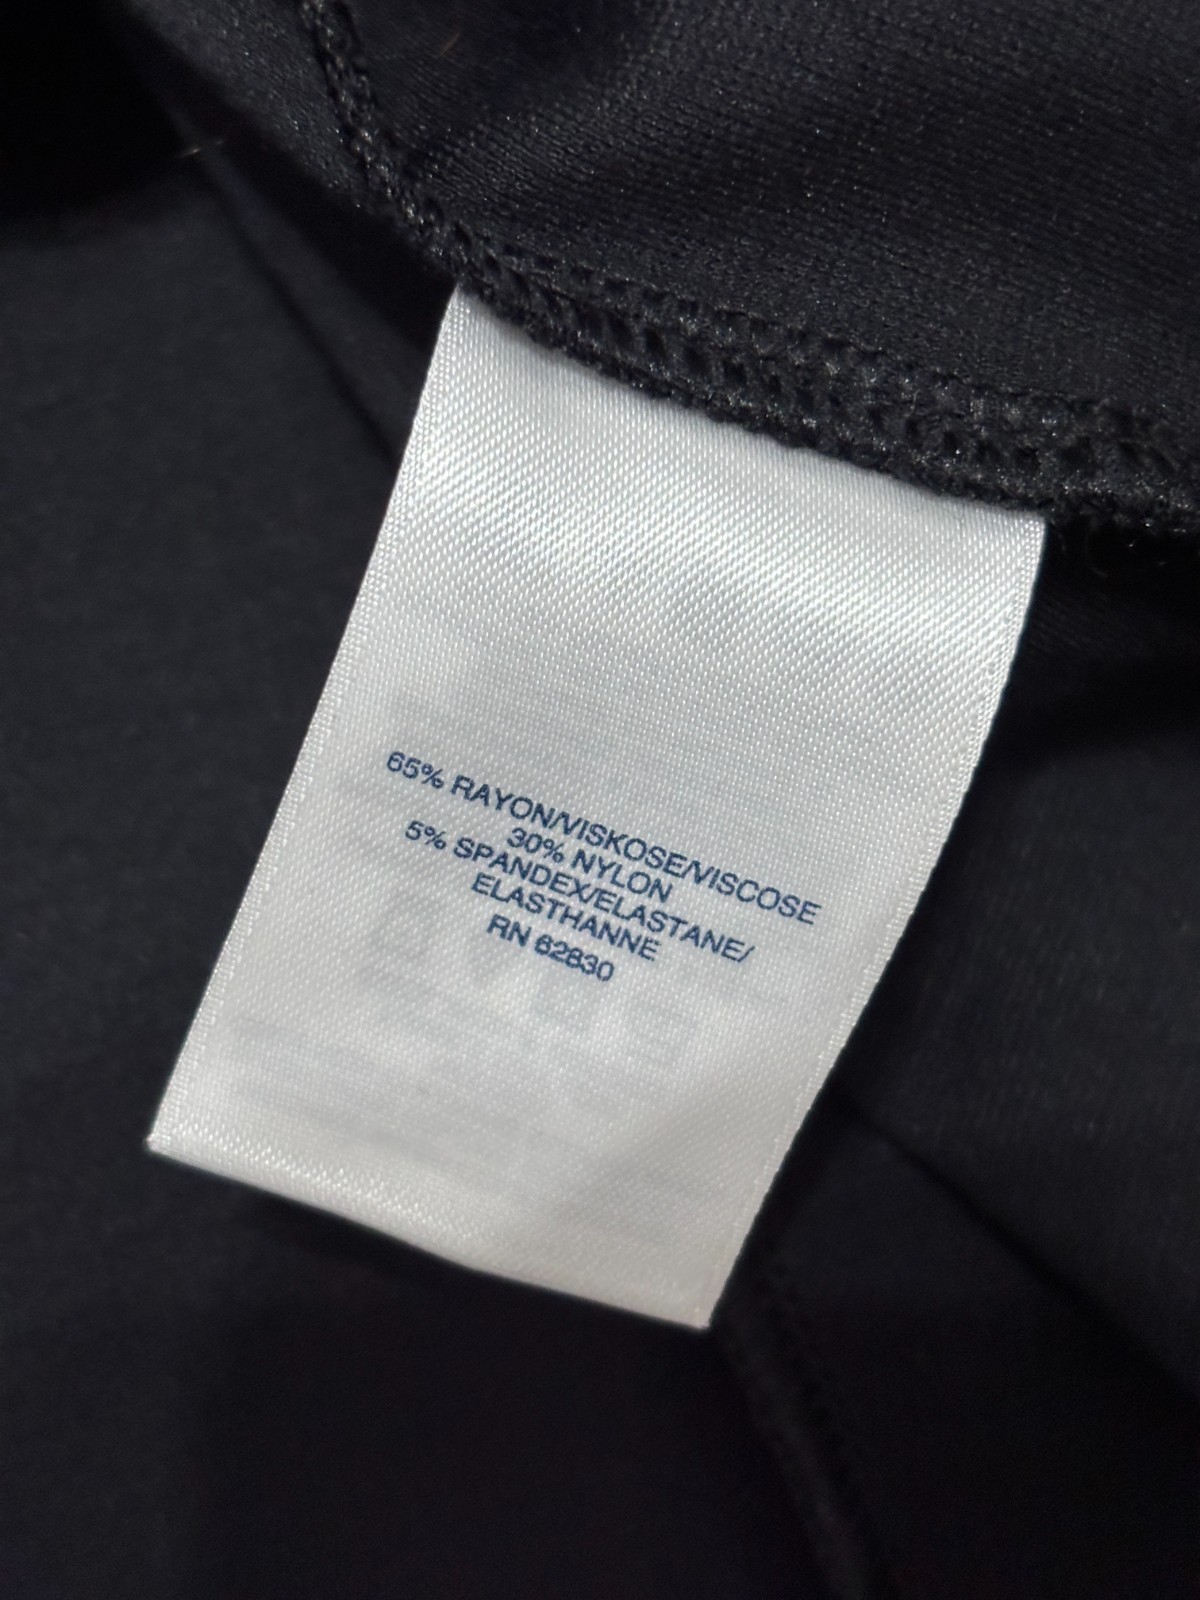 65% RAYON/VISKOSE/VISCOSE
30% NYLON
5% SPANDEX/ELASTANE/
ELASTHANNE
RN 62830